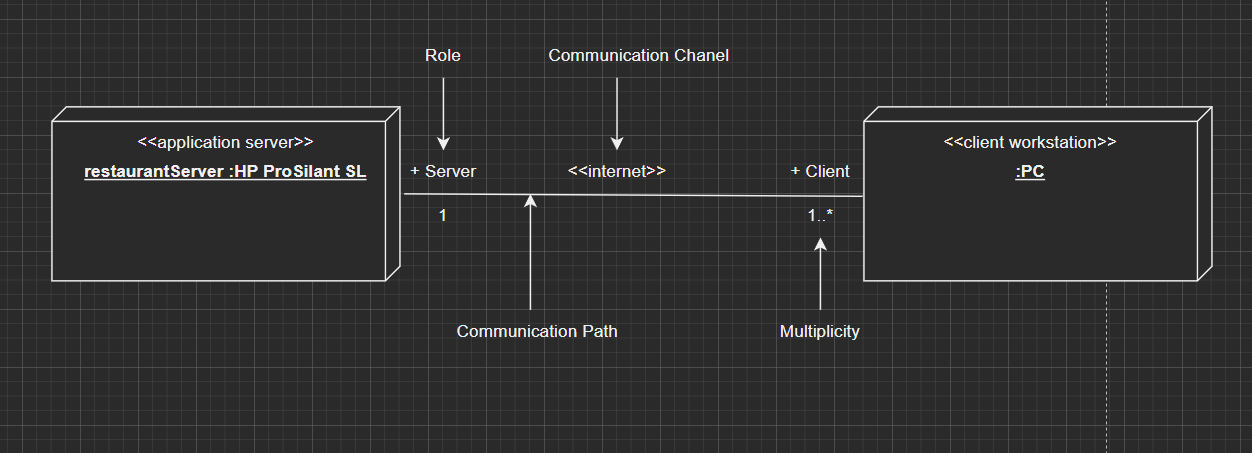 Role
Communication Chanel
<<application server>>
restaurantServer :HP ProSilant SL
+ Server
<<internet>>
+ Client
<<client workstation>>
:PC
1
1..*
Communication Path
Multiplicity